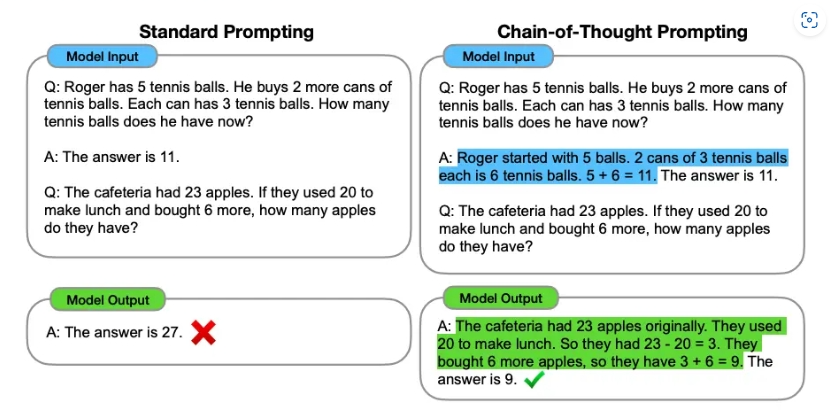 Standard Prompting
Model Input
Q: Roger has 5 tennis balls. He buys 2 more cans of
tennis balls. Each can has 3 tennis balls. How many
tennis balls does he have now?
A: The answer is 11.
Q: The cafeteria had 23 apples. If they used 20 to
make lunch and bought 6 more, how many apples
do they have?
Model Output
A: The answer is 27.
Chain-of-Thought Prompting
Model Input
Q: Roger has 5 tennis balls. He buys 2 more cans of
tennis balls. Each can has 3 tennis balls. How many
tennis balls does he have now?
A: Roger started with 5 balls. 2 cans of 3 tennis balls
each is 6 tennis balls. 5 + 6 = 11. The answer is 11.
Q: The cafeteria had 23 apples. If they used 20 to
make lunch and bought 6 more, how many apples
do they have?
Model Output
A: The cafeteria had 23 apples originally. They used
20 to make lunch. So they had 23 - 20 = 3. They
bought 6 more apples, so they have 3 + 6 = 9. The
answer is 9.